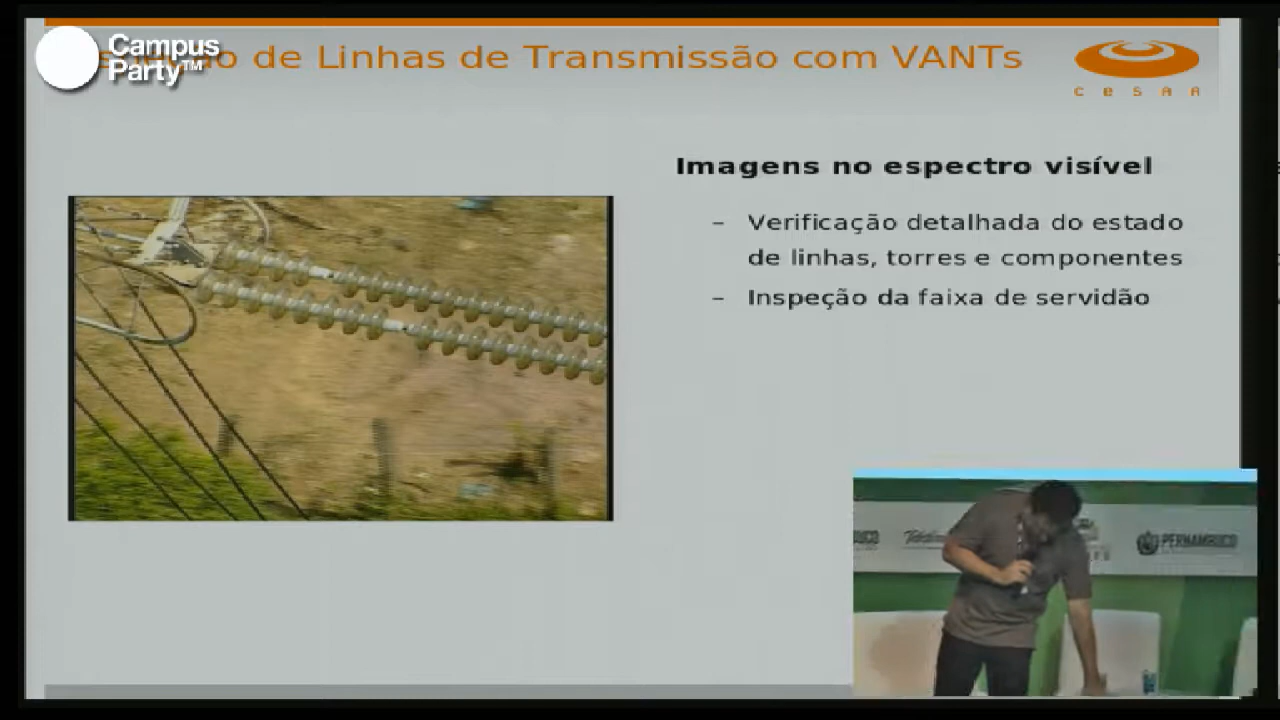 Campus
Party™
de Linhas de Transmissão com VANTs
cesar
Imagens no espectro visível
– Verificação detalhada do estado
de linhas, torres e componentes
– Inspeção da faixa de servidão
PERNAMBUCO